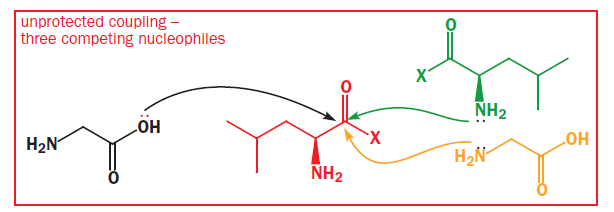 unprotected coupling –
three competing nucleophiles
O
X
NH2
OH
H2N
O
O
X
NH2
H2N
OH
O